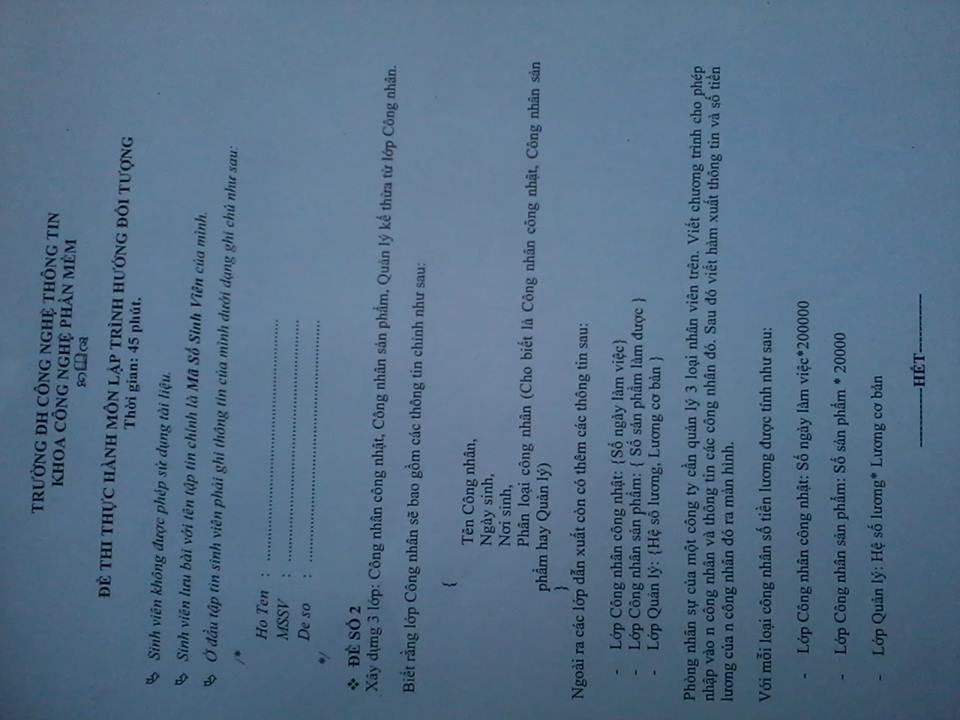 TRƯỜNG ĐH CÔNG NGHỆ THÔNG TIN
KHOA CÔNG NGHỆ PHẦN MỀM
ĐỀ THI THỰC HÀNH MÔN LẬP TRÌNH HƯỚNG ĐỐI TƯỢNG
Thời gian: 45 phút.
Sinh viên không được phép sử dụng tài liệu.
Sinh viên lưu bài với tên tập tin chính là Mã Số Sinh Viên của mình.
Ở đầu tập tin sinh viên phải ghi thông tin của mình dưới dạng ghi chú như sau:
/*
Ho Ten : ...............................................
MSSV : ...............................................
De so : ...............................................
*/
❖ ĐỀ SỐ 2
Xây dựng 3 lớp: Công nhân công nhật, Công nhân sản phẩm, Quản lý kế thừa từ lớp Công nhân.
Biết rằng lớp Công nhân sẽ bao gồm các thông tin chính như sau:
{
Tên Công nhân,
Ngày sinh,
Nơi sinh,
Phân loại công nhân (Cho biết là Công nhân công nhật, Công nhân sản
phẩm hay Quản lý)
}
Ngoài ra các lớp dẫn xuất còn có thêm các thông tin sau:
- Lớp Công nhân công nhật: {Số ngày làm việc}
- Lớp Công nhân sản phẩm: { Số sản phẩm làm được }
- Lớp Quản lý: {Hệ số lương, Lương cơ bản }
Phòng nhân sự của một công ty cần quản lý 3 loại nhân viên trên. Viết chương trình cho phép
nhập vào n công nhân và thông tin các công nhân đó. Sau đó viết hàm xuất thông tin và số tiền
lương của n công nhân đó ra màn hình.
Với mỗi loại công nhân số tiền lương được tính như sau:
- Lớp Công nhân công nhật: Số ngày làm việc*200000
- Lớp Công nhân sản phẩm: Số sản phẩm * 20000
- Lớp Quản lý: Hệ số lương* Lương cơ bản
-----------HẾT-----------